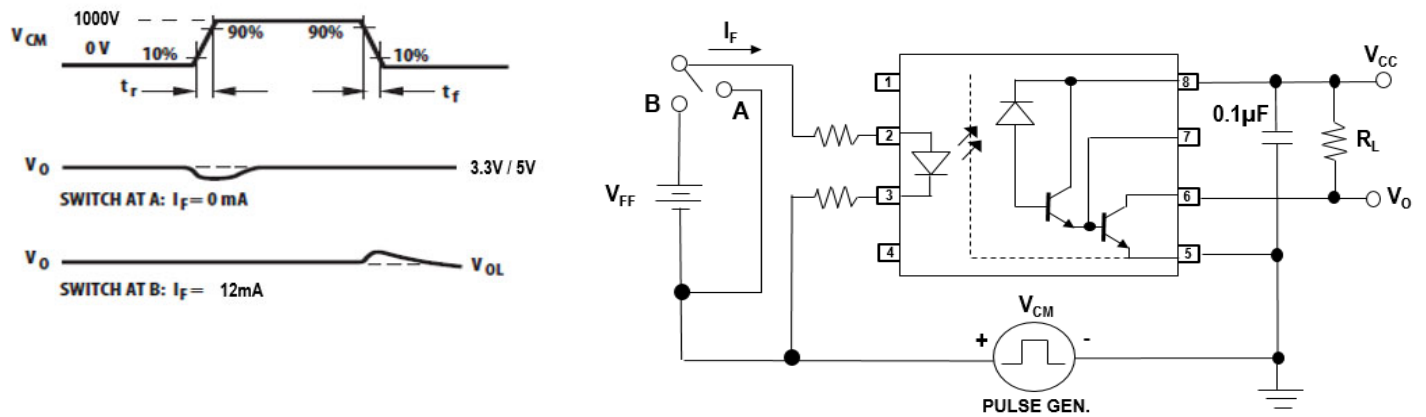 1000V
V CM
0 V
10%
90%
90%
10%
t r
t f
V O
3.3V / 5V
SWITCH AT A: I F = 0 mA
V O
V OL
SWITCH AT B: I F = 12mA
I F
B
A
V FF
1
2
3
4
8
7
6
5
V CC
0.1µF
R L
V O
V CM
+
-
PULSE GEN.